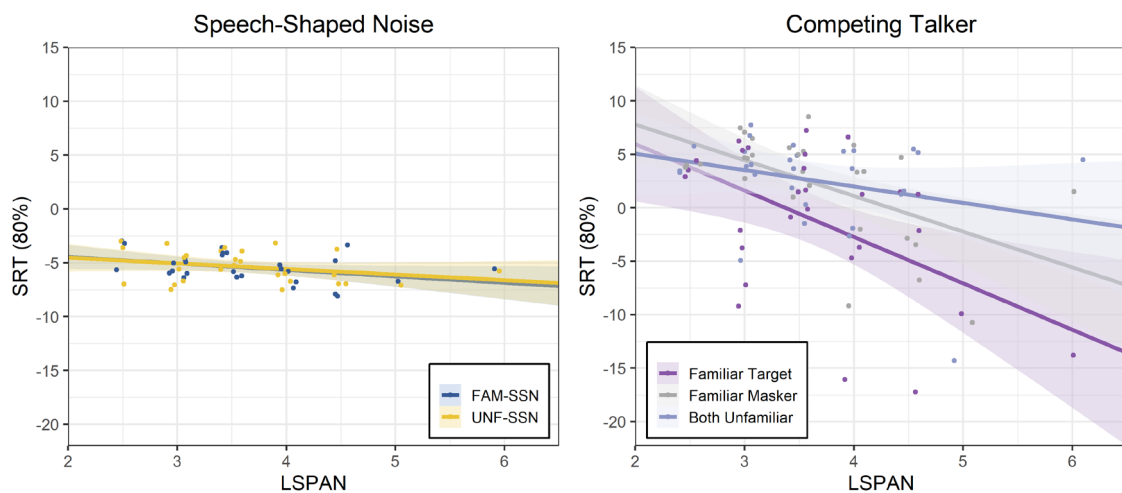 Speech-Shaped Noise
SRT (80%)
15
10
5
0
-5
-10
-15
-20
2 3 4 5 6
LSPAN
FAM-SSN
UNF-SSN
Competing Talker
SRT (80%)
15
10
5
0
-5
-10
-15
-20
2 3 4 5 6
LSPAN
Familiar Target
Familiar Masker
Both Unfamiliar